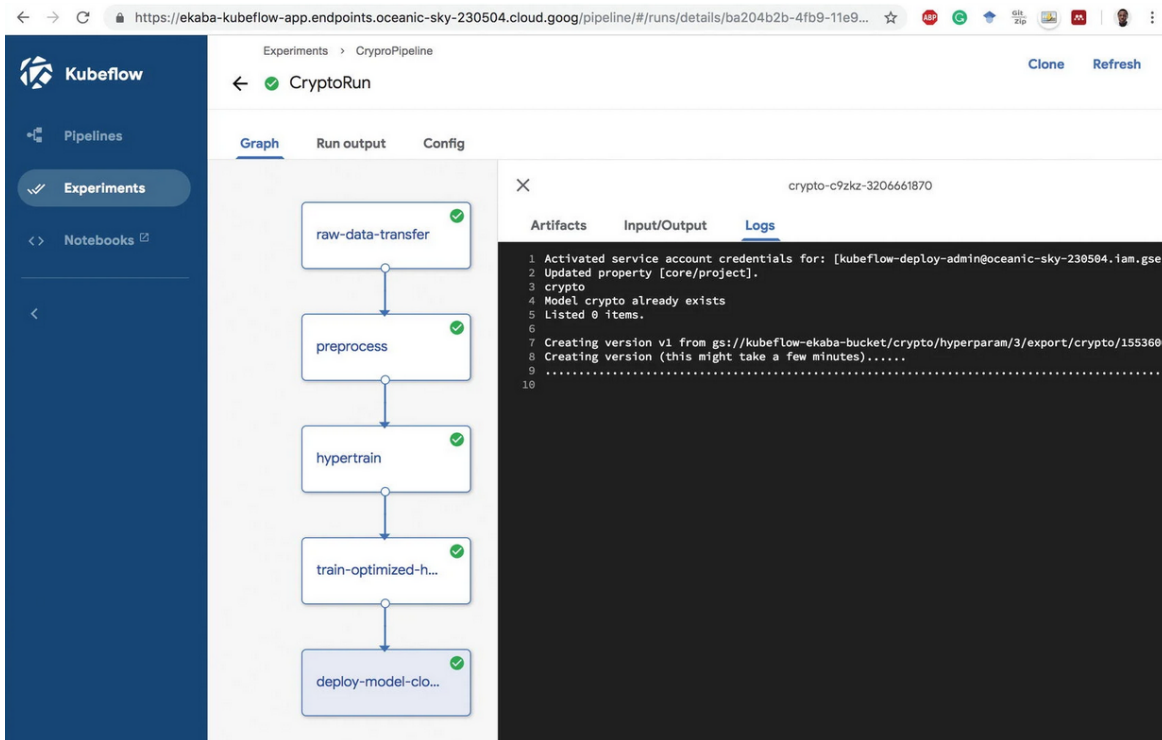 https://ekaba-kubeflow-app.endpoints.oceanic-sky-230504.cloud.goog/pipeline/#/runs/details/ba204b2b-4fb9-11e9...
ABP
G
Git
Zip
Kubeflow
Pipelines
Experiments
Notebooks
Experiments > CryproPipeline
CryptoRun
Clone
Refresh
Graph
Run output
Config
raw-data-transfer
preprocess
hypertrain
train-optimized-h...
deploy-model-clo...
crypto-c9zkz-3206661870
Artifacts
Input/Output
Logs
1 Activated service account credentials for: [kubeflow-deploy-admin@oceanic-sky-230504.iam.gse
2 Updated property [core/project].
3 crypto
4 Model crypto already exists
5 Listed 0 items.
6
7 Creating version v1 from gs://kubeflow-ekaba-bucket/crypto/hyperparam/3/export/crypto/155360
8 Creating version (this might take a few minutes)......
9 ............................................................................................
10